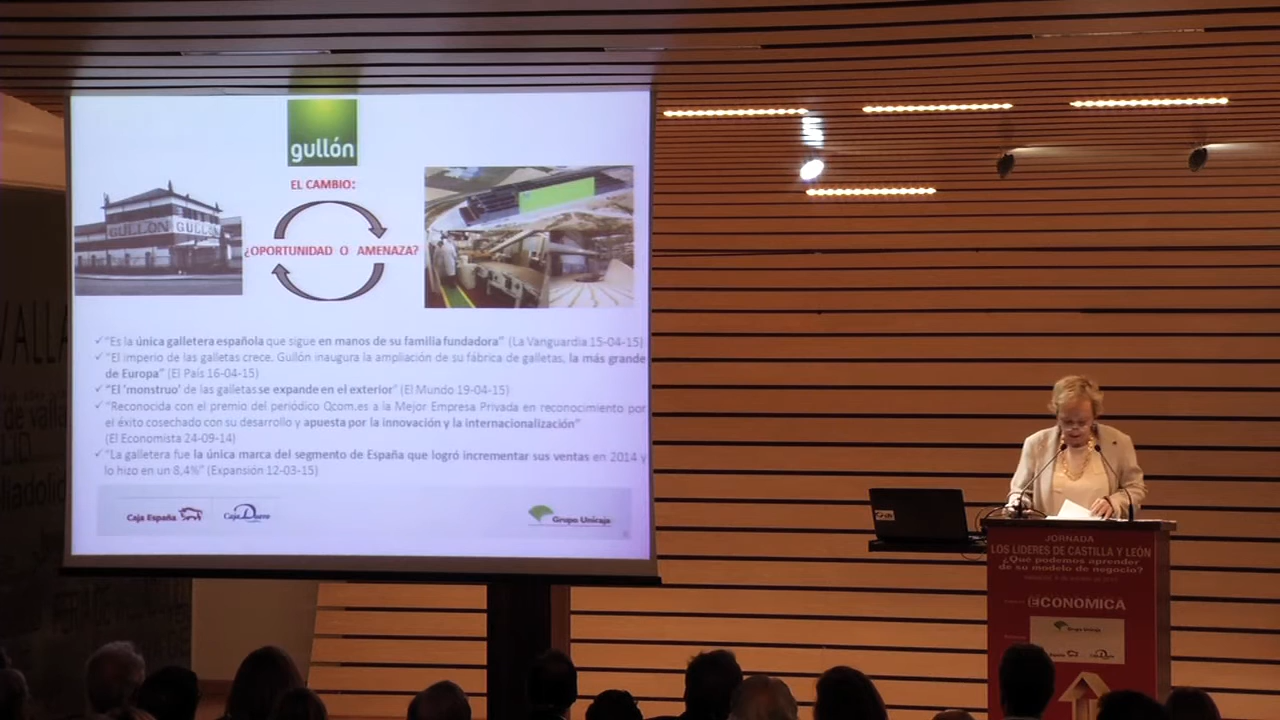 gullón
EL CAMBIO:
GULLON GULLON
¿OPORTUNIDAD O AMENAZA?
✓ "Es la única galletera española que sigue en manos de su familia fundadora" (La Vanguardia 15-04-15)
✓ "El imperio de las galletas crece. Gullón inaugura la ampliación de su fábrica de galletas, la más grande
de Europa" (El País 16-04-15)
✓ "El 'monstruo' de las galletas se expande en el exterior" (El Mundo 19-04-15)
✓ "Reconocida con el premio del periódico Qcom.es a la Mejor Empresa Privada en reconocimiento por
el éxito cosechado con su desarrollo y apuesta por la innovación y la internacionalización"
(El Economista 24-09-14)
✓ "La galletera fue la única marca del segmento de España que logró incrementar sus ventas en 2014 y
lo hizo en un 8,4%" (Expansión 12-03-15)
Caja España
Caja Duero
Grupo Unicaja
JORNADA
LOS LÍDERES DE CASTILLA Y LEÓN
¿Qué podemos aprender
de su modelo de negocio?
ECONÓMICA
Grupo Unicaja